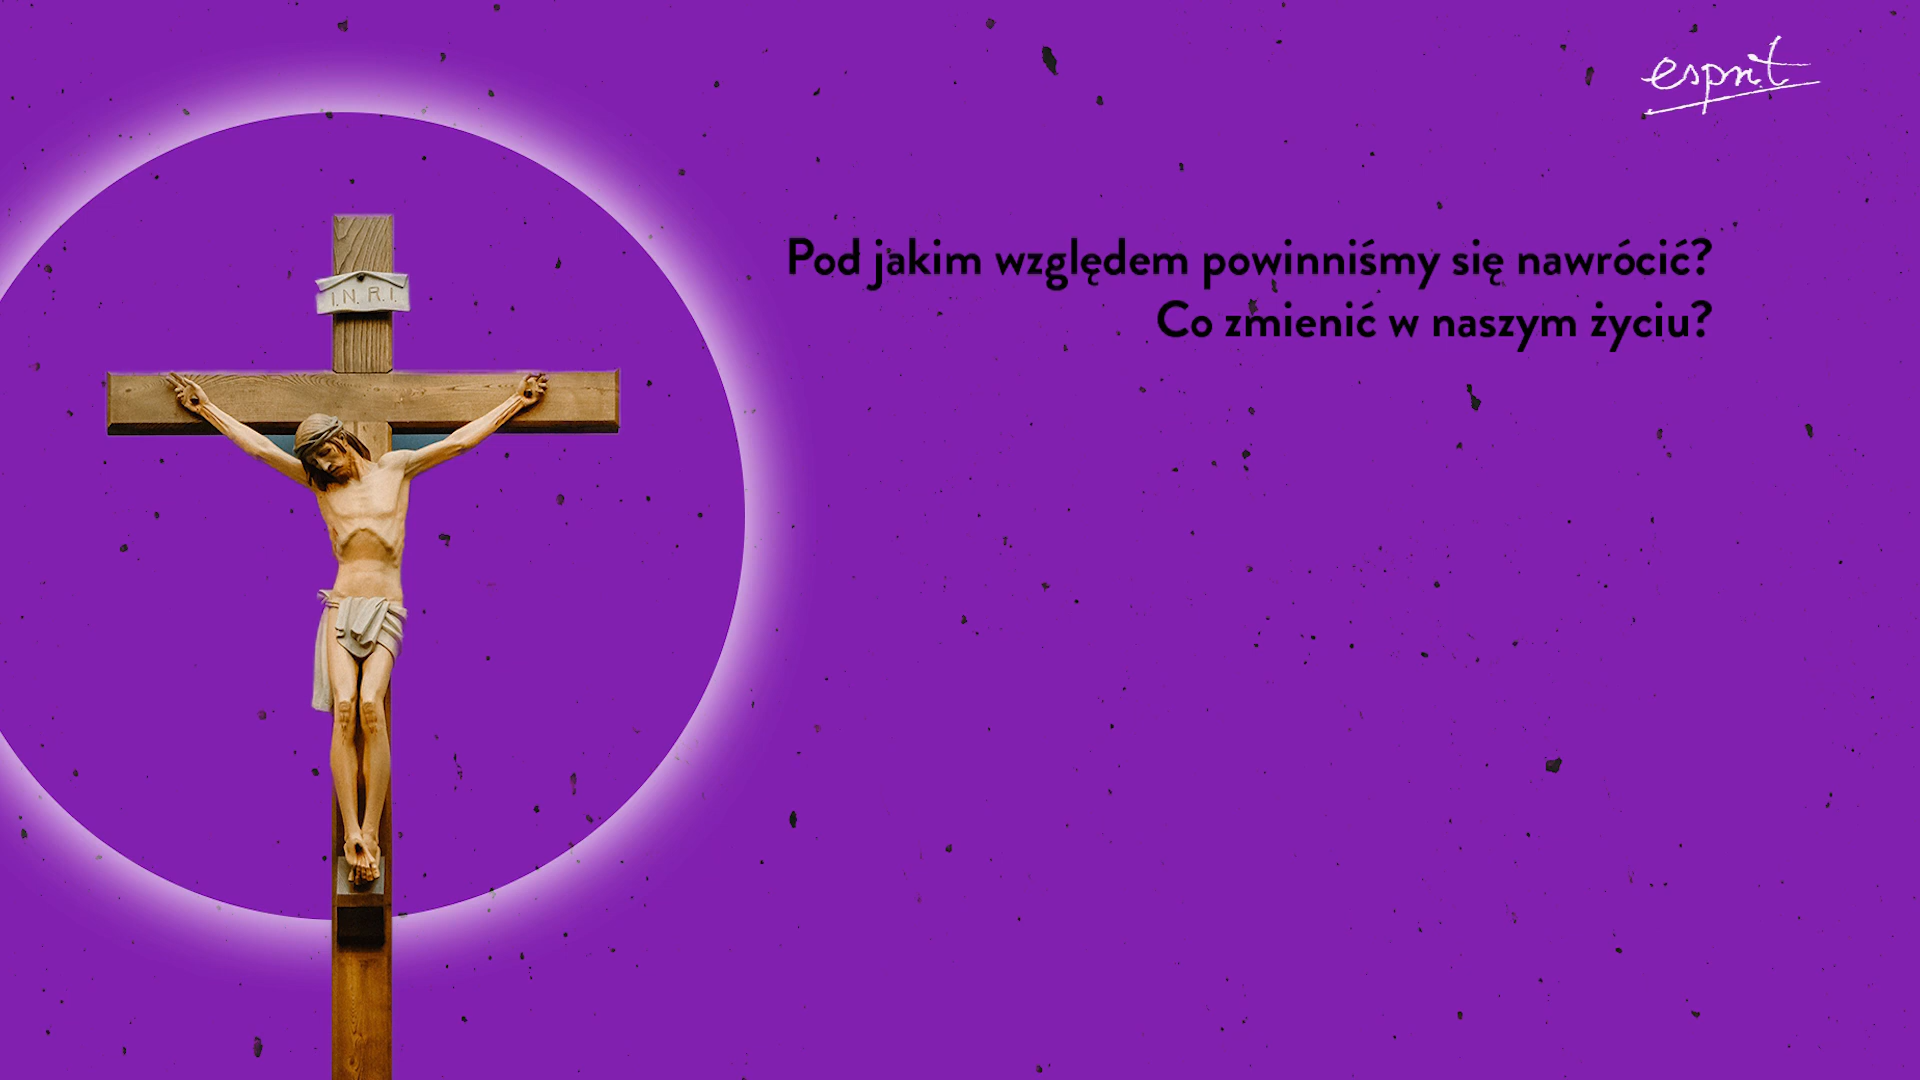 esprit
I.N.R.I.
Pod jakim względem powinniśmy się nawrócić?
Co zmienić w naszym życiu?